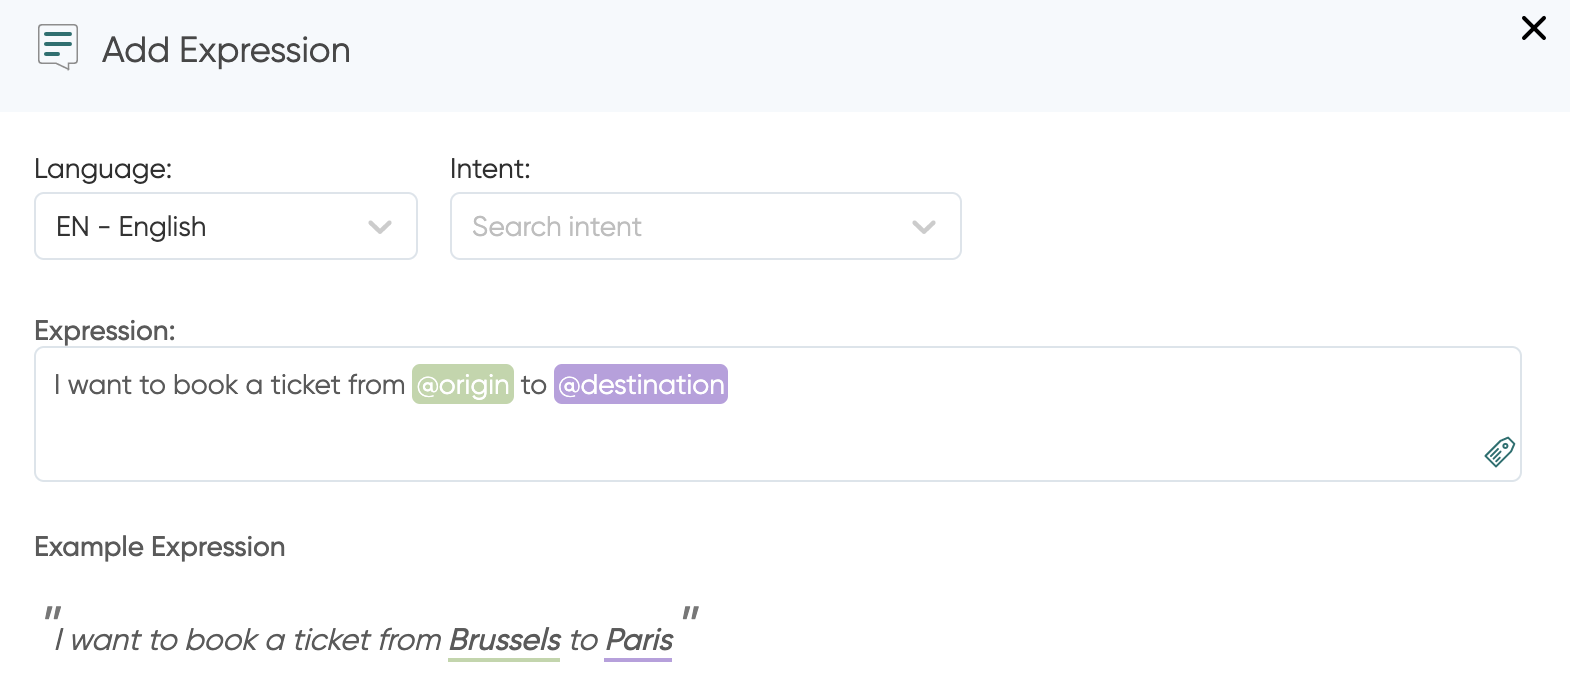 Add Expression
Language: Intent:
EN - English Search intent
Expression:
I want to book a ticket from @origin to @destination
Example Expression
"I want to book a ticket from Brussels to Paris"